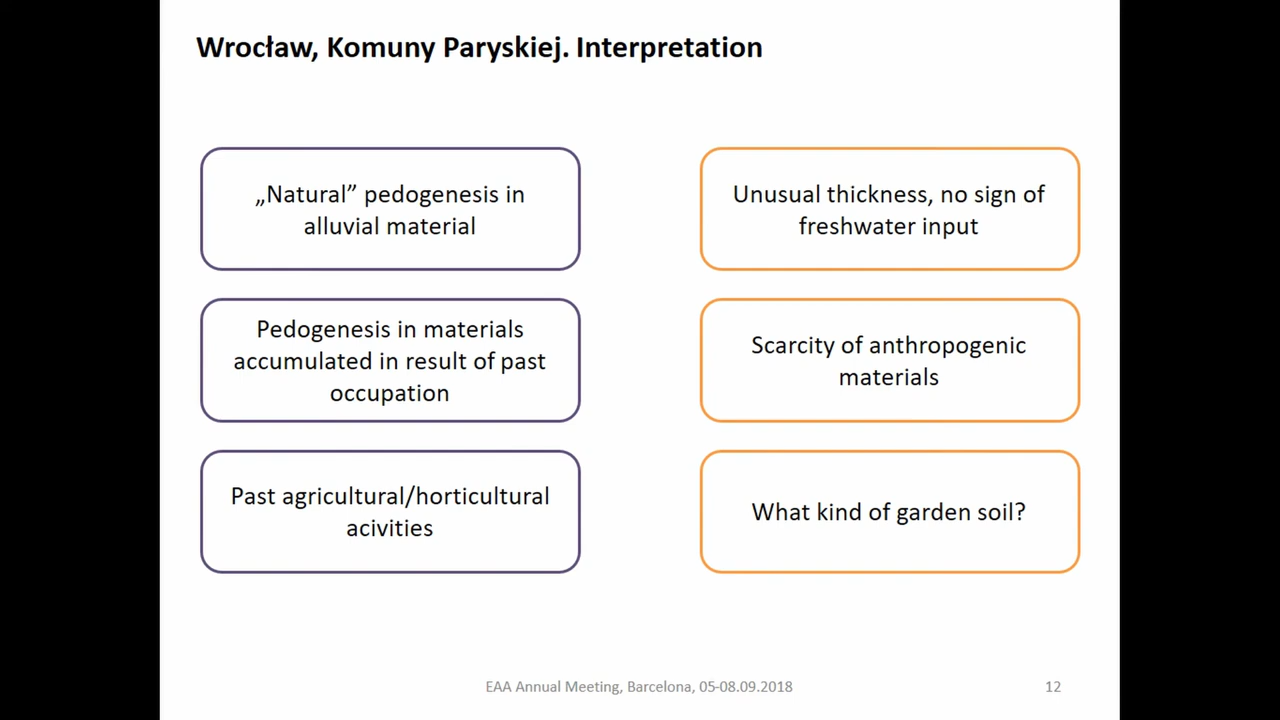 Wrocław, Komuny Paryskiej. Interpretation
„Natural” pedogenesis in
alluvial material
Unusual thickness, no sign of
freshwater input
Pedogenesis in materials
accumulated in result of past
occupation
Scarcity of anthropogenic
materials
Past agricultural/horticultural
acivities
What kind of garden soil?
EAA Annual Meeting, Barcelona, 05-08.09.2018
12